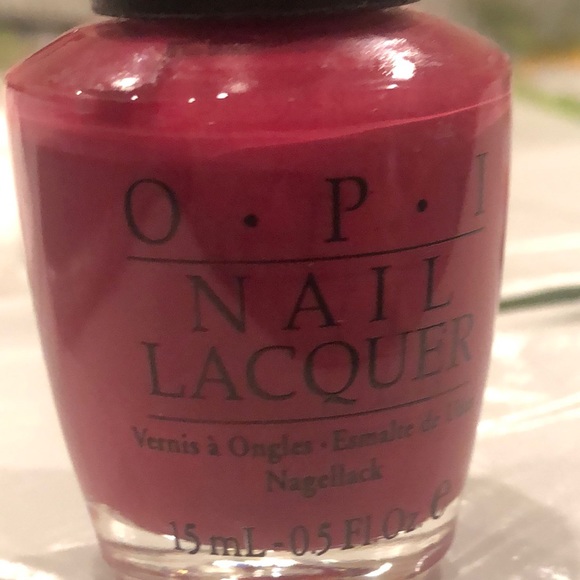 O · P · I
NAIL
LACQUER
Vernis à Ongles · Esmalte de
Nagellack
15 mL - 0.5 Fl. Oz. e